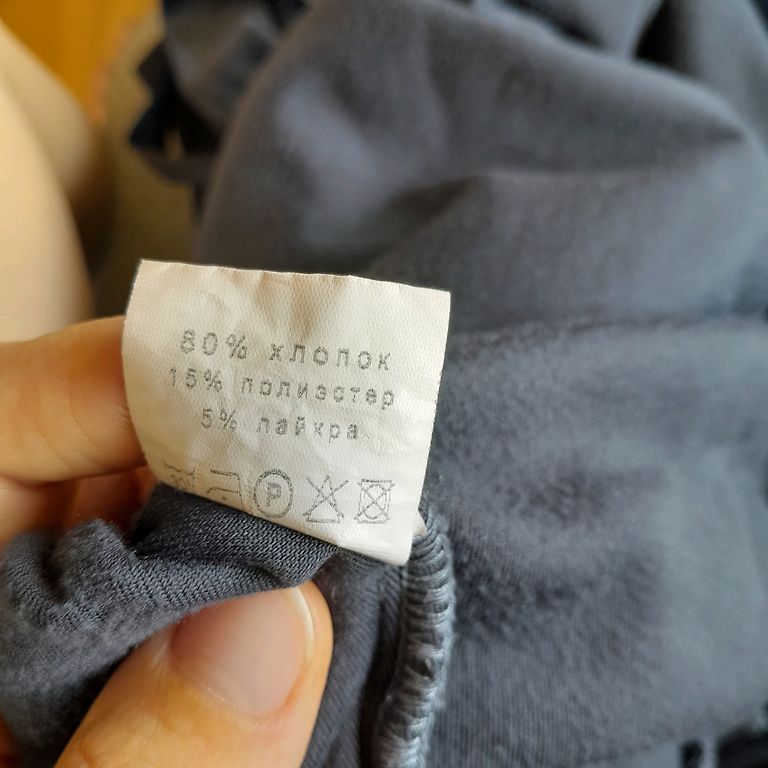 80% хлопок
15% полиэстер
5% лайкра
P